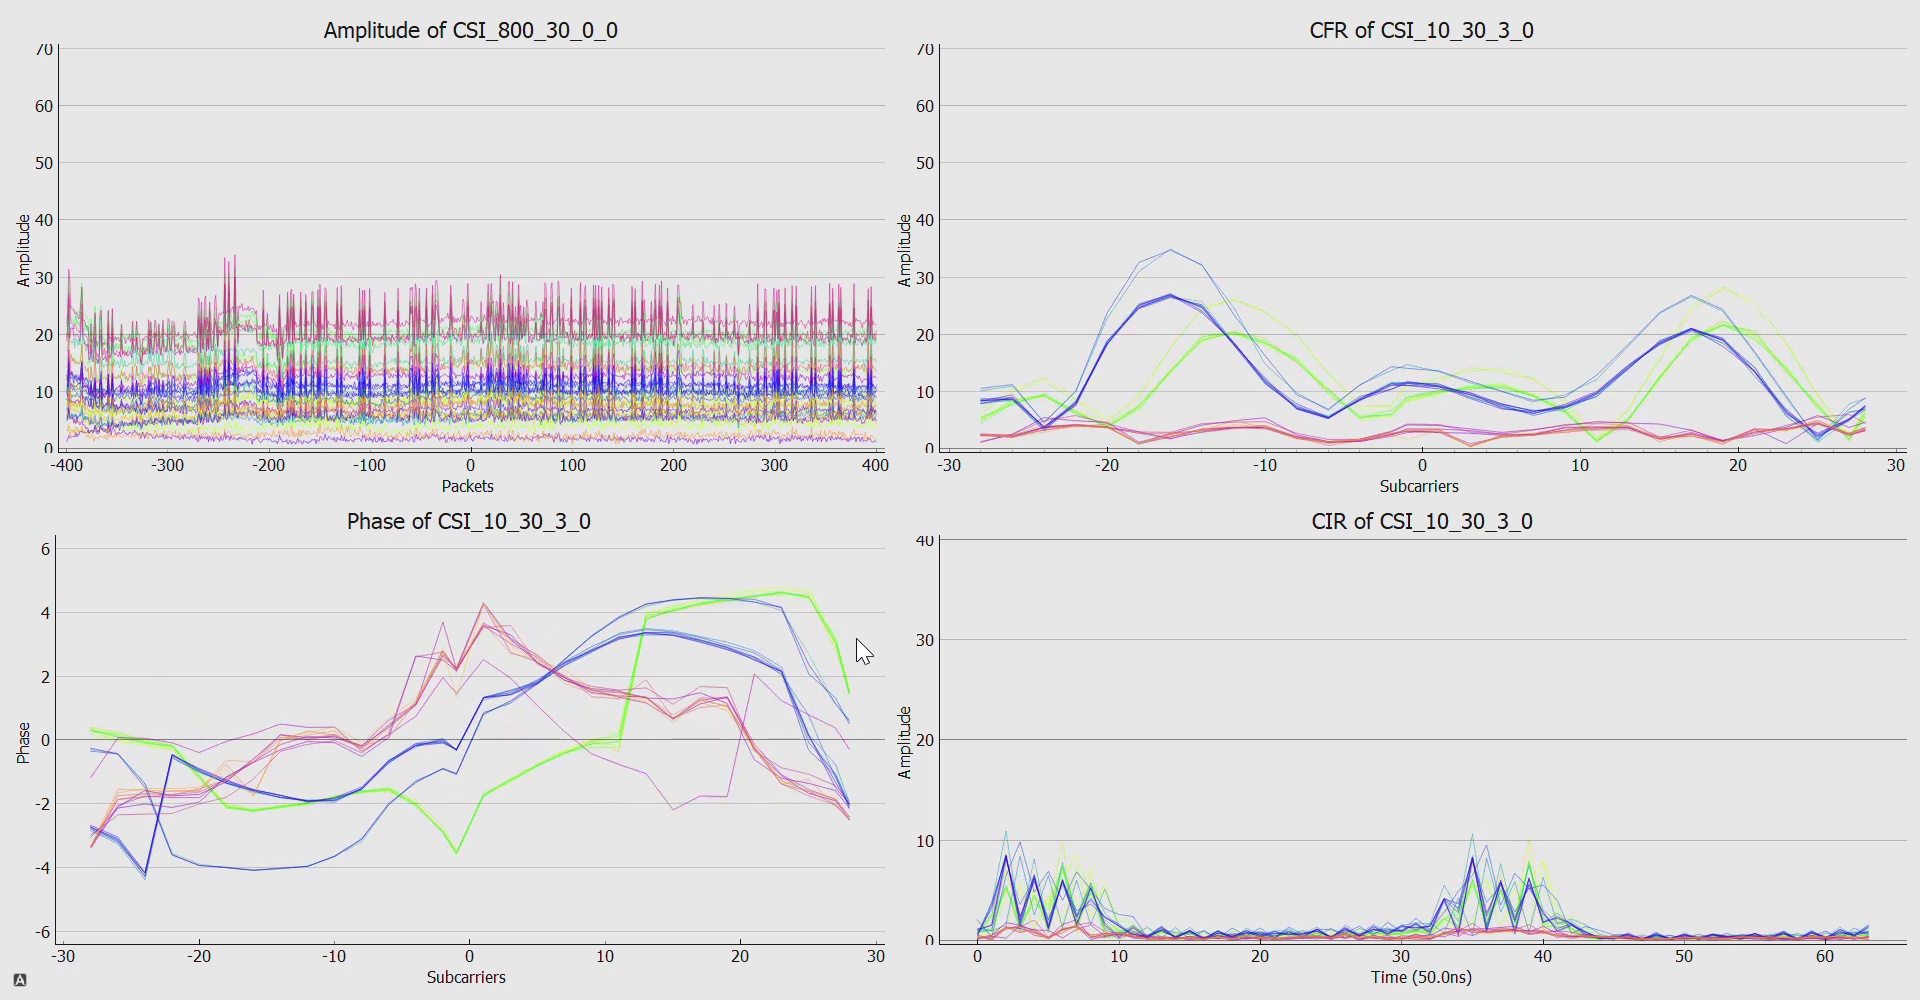 Amplitude of CSI_800_30_0_0
70
60
50
40
30
20
10
0
Amplitude
-400 -300 -200 -100 0 100 200 300 400
Packets
CFR of CSI_10_30_3_0
70
60
50
40
30
20
10
0
Amplitude
-30 -20 -10 0 10 20 30
Subcarriers
Phase of CSI_10_30_3_0
6
4
2
0
-2
-4
-6
Phase
-30 -20 -10 0 10 20 30
Subcarriers
A
CIR of CSI_10_30_3_0
40
30
20
10
0
Amplitude
0 10 20 30 40 50 60
Time (50.0ns)